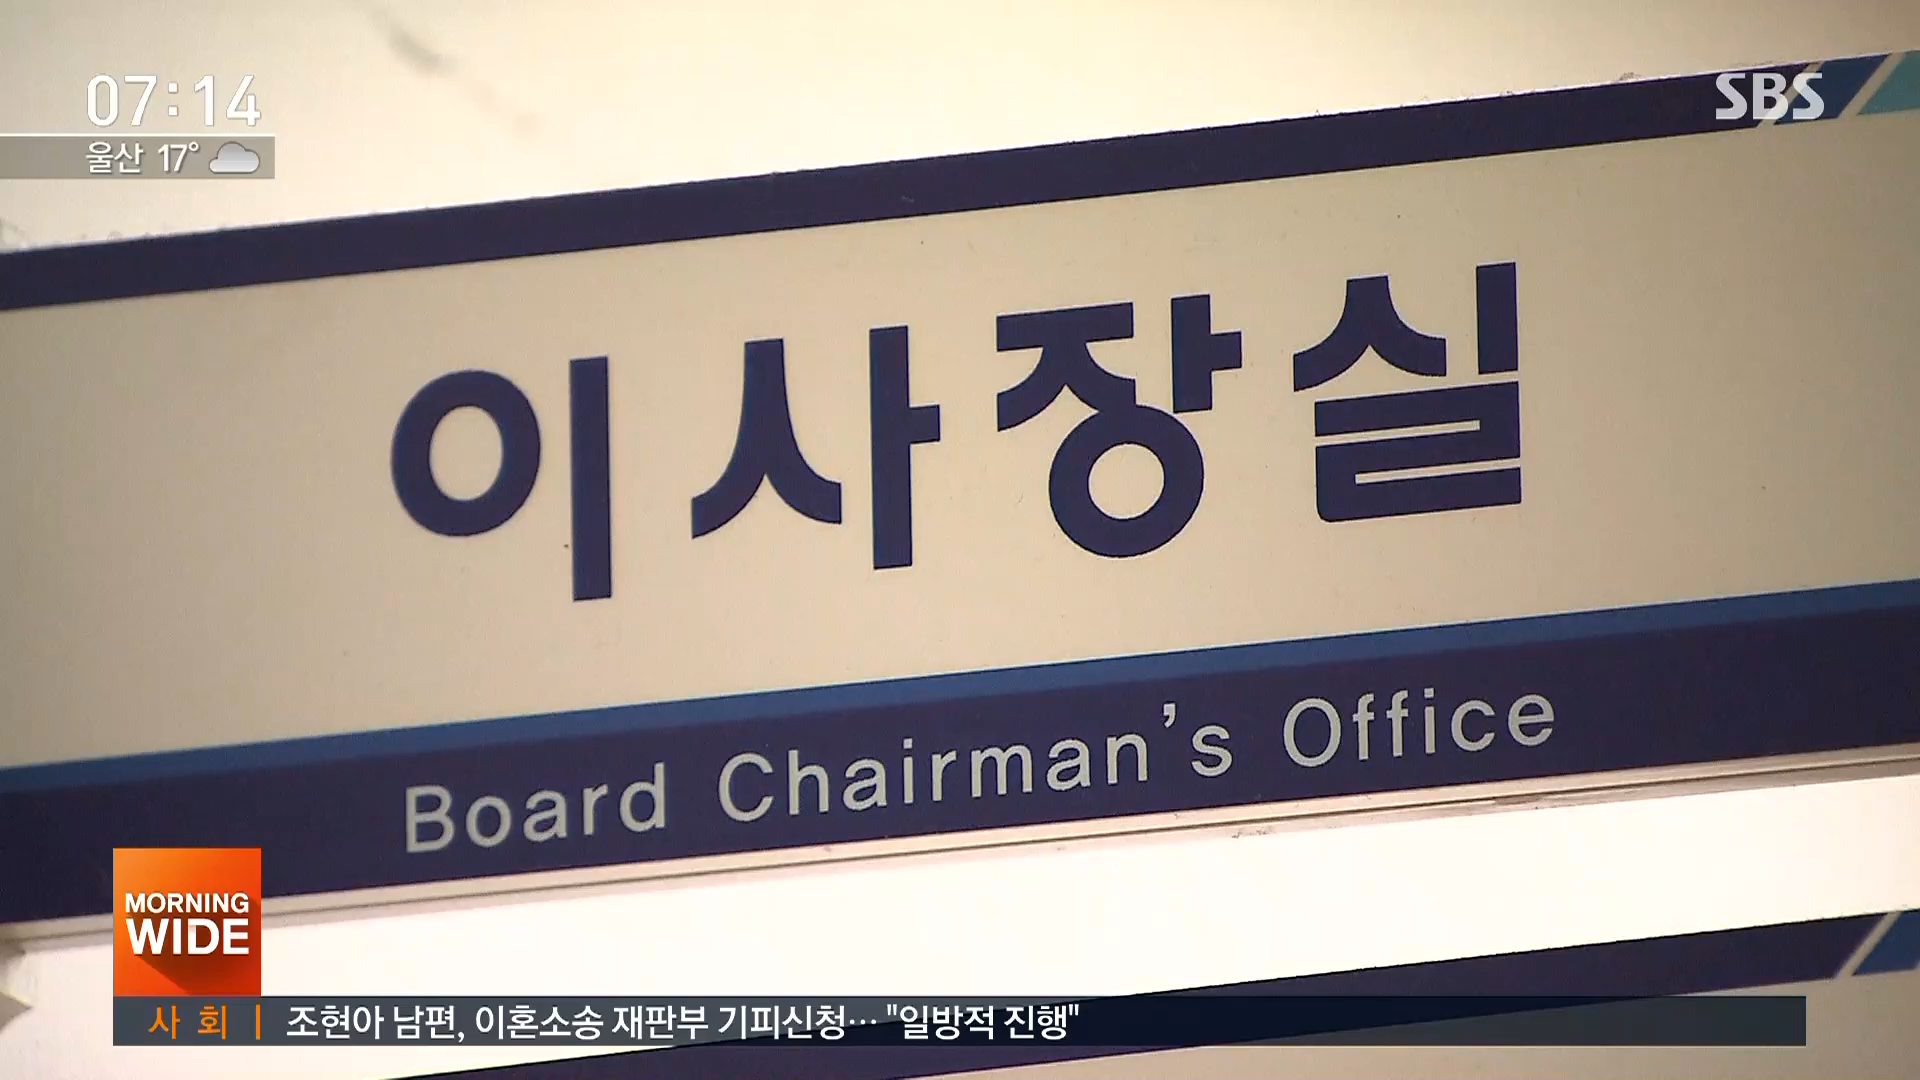 07:14
SBS
울산 17°
이사장실
Board Chairman's Office
MORNING
WIDE
사회 | 조현아 남편, 이혼소송 재판부 기피신청… "일방적 진행"